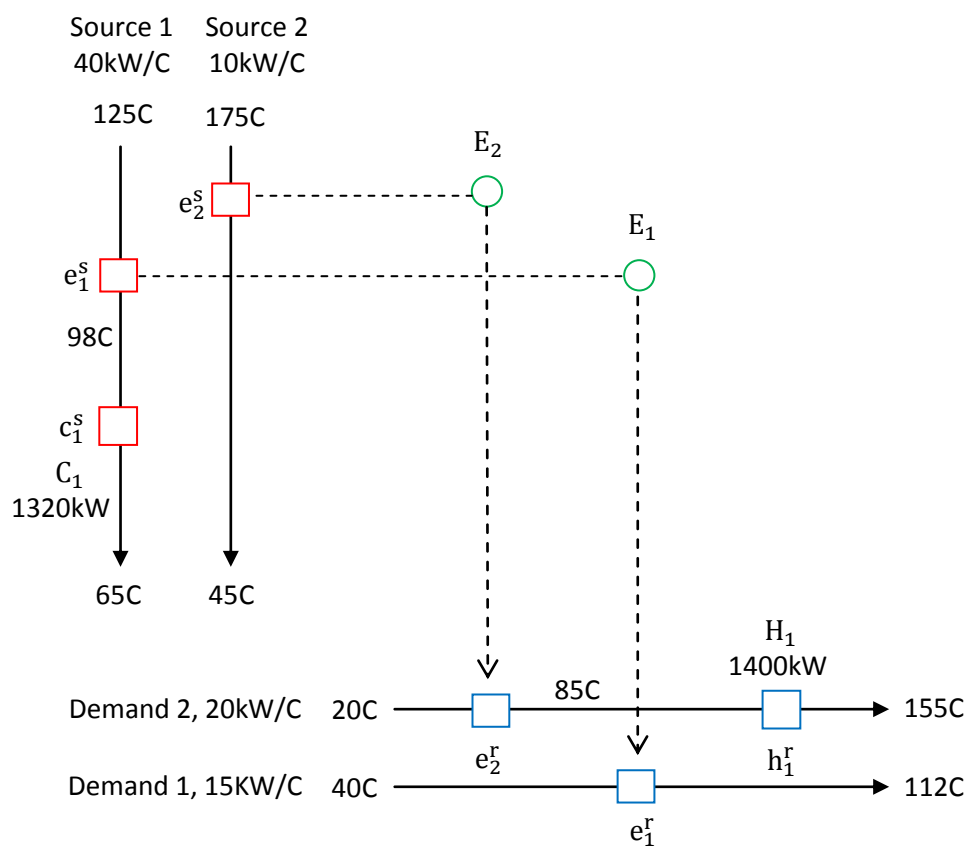 Source 1 Source 2
40kW/C 10kW/C
125C 175C
E₂
e₂ˢ
E₁
e₁ˢ
98C
c₁ˢ
C₁
1320kW
65C 45C
H₁
1400kW
85C
Demand 2, 20kW/C 20C 155C
e₂ʳ h₁ʳ
Demand 1, 15KW/C 40C 112C
e₁ʳ